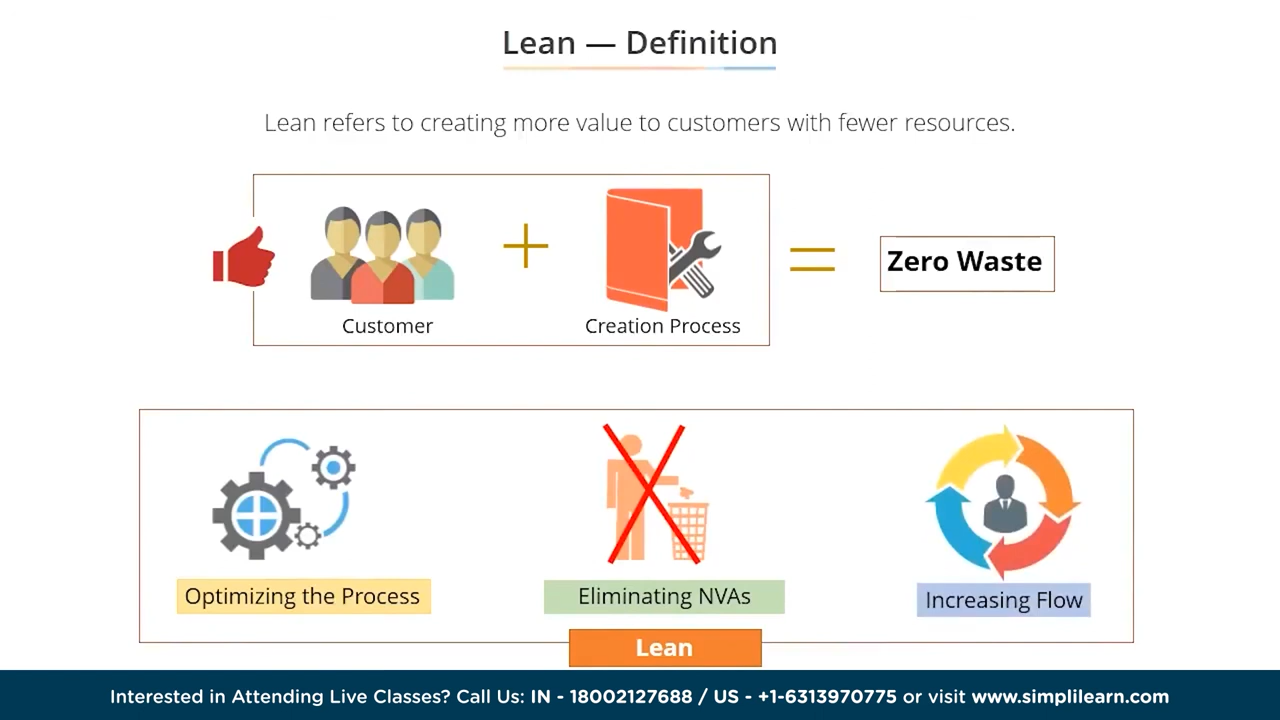 Lean — Definition
Lean refers to creating more value to customers with fewer resources.
Customer
Creation Process
Zero Waste
Optimizing the Process
Eliminating NVAs
Increasing Flow
Lean
Interested in Attending Live Classes? Call Us: IN - 18002127688 / US - +1-6313970775 or visit www.simplilearn.com